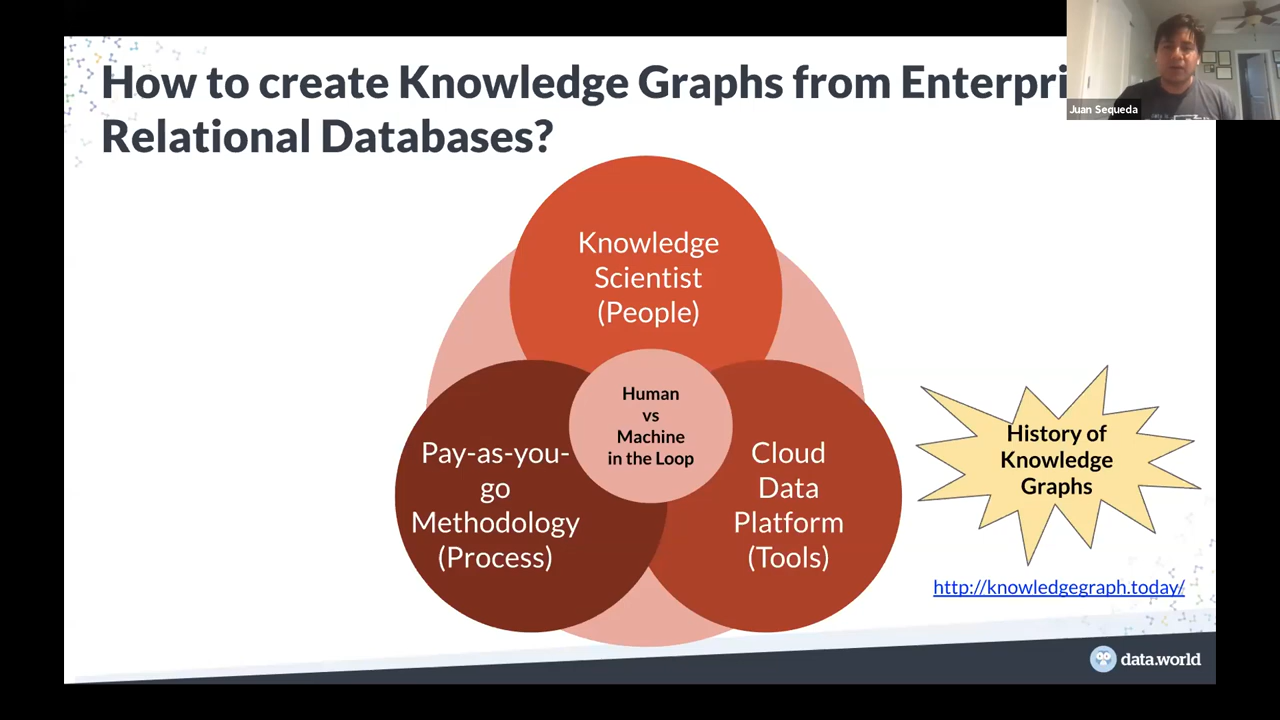 How to create Knowledge Graphs from Enterpri
Relational Databases?
Juan Sequeda
Knowledge
Scientist
(People)
Human
vs
Machine
in the Loop
Pay-as-you-
go
Methodology
(Process)
Cloud
Data
Platform
(Tools)
History of
Knowledge
Graphs
http://knowledgegraph.today/
data.world